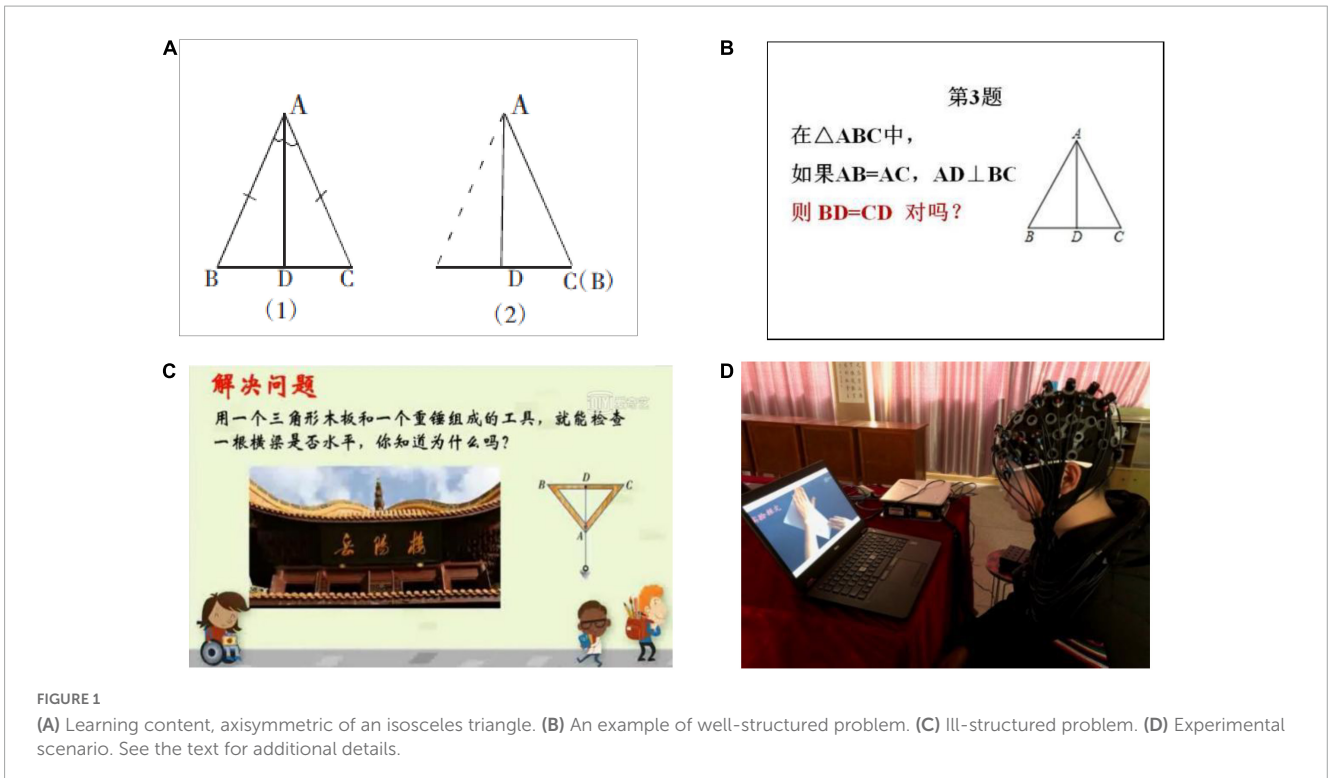 A
A
B
D
C
(1)
A
D
C(B)
(2)
B
第3题
在△ABC中，
如果AB=AC，AD⊥BC
则 BD=CD 对吗？
A
B
D
C
C
解决问题
用一个三角形木板和一个重锤组成的工具，就能检查
一根横梁是否水平，你知道为什么吗？
岳陽樓
B
D
C
A
D
FIGURE 1
(A) Learning content, axisymmetric of an isosceles triangle. (B) An example of well-structured problem. (C) Ill-structured problem. (D) Experimental
scenario. See the text for additional details.